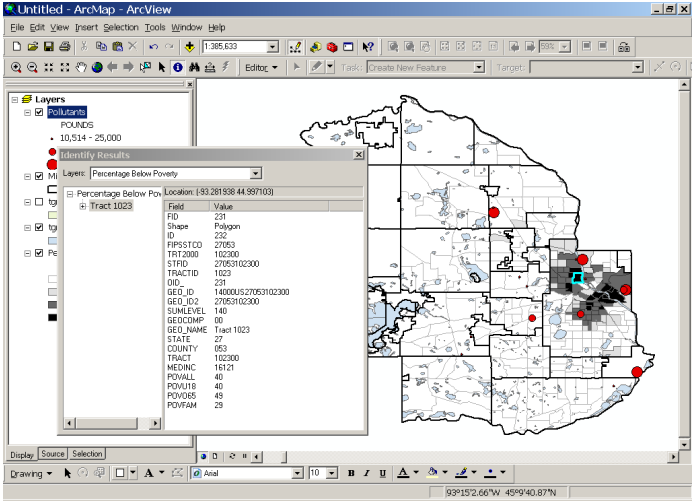 Untitled - ArcMap - ArcView
File Edit View Insert Selection Tools Window Help
1:385,633
59%
Editor
Task: Create New Feature
Target:
Layers
Pollutants
POUNDS
10,514 - 25,000
Identify Results
Layers: Percentage Below Poverty
Percentage Below Pov
Tract 1023
Location: (-93.281938 44.997103)
Field Value
FID 231
Shape Polygon
ID 232
FIPSSTCO 27053
TRT2000 102300
STFID 27053102300
TRACTID 1023
OID_ 231
GEO_ID 14000US27053102300
GEO_ID2 27053102300
SUMLEVEL 140
GEOCOMP 00
GEO_NAME Tract 1023
STATE 27
COUNTY 053
TRACT 102300
MEDINC 16121
POVALL 40
POVU18 40
POVO65 49
POVFAM 29
Mi
tgr
tgr
Pe
Display Source Selection
Drawing
Arial
10
B I U A
93°15'2.66"W 45°9'40.87"N